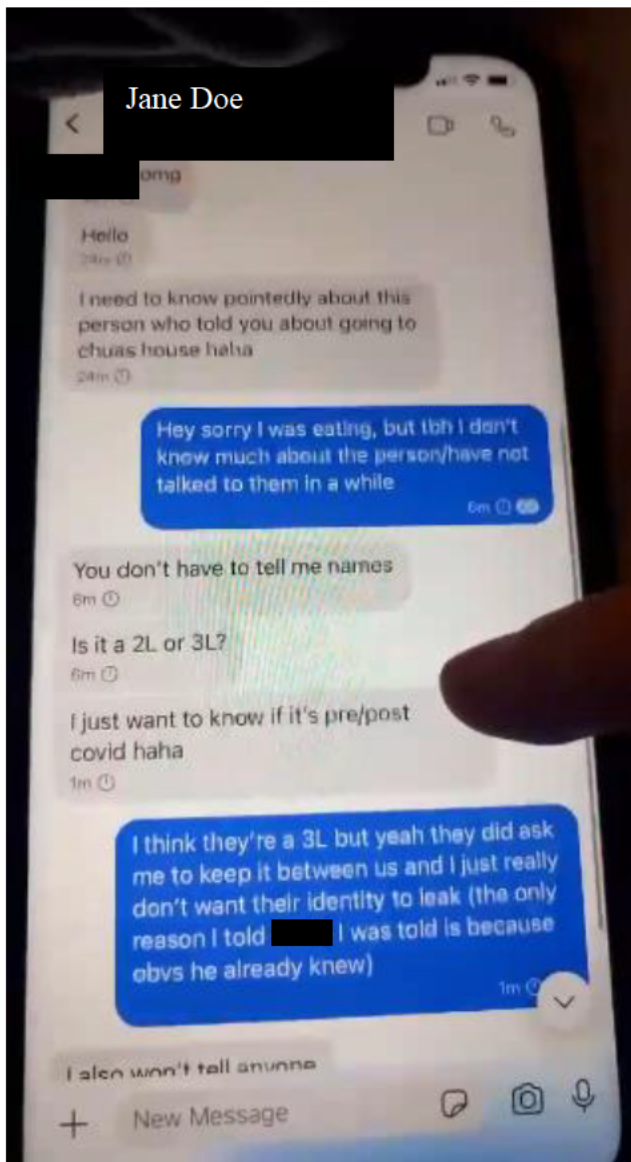 Jane Doe
omg
Hello
24m
I need to know pointedly about this
person who told you about going to
chuas house haha
24m
Hey sorry I was eating, but tbh I don't
know much about the person/have not
talked to them in a while
6m
You don't have to tell me names
6m
Is it a 2L or 3L?
6m
I just want to know if it's pre/post
covid haha
1m
I think they're a 3L but yeah they did ask
me to keep it between us and I just really
don't want their identity to leak (the only
reason I told I was told is because
obvs he already knew)
1m
I also won't tell anyone
New Message